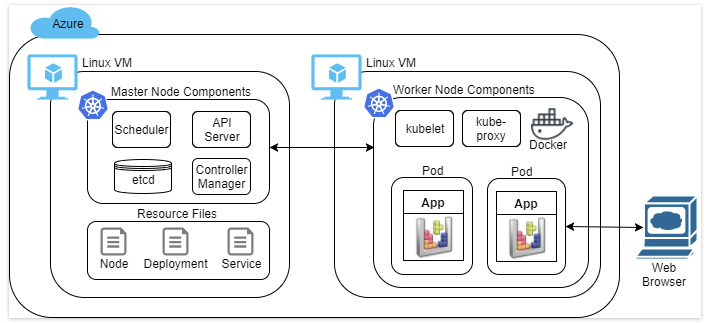 Azure
Linux VM
Master Node Components
Scheduler
API
Server
etcd
Controller
Manager
Resource Files
Node
Deployment
Service
Linux VM
Worker Node Components
kubelet
kube-
proxy
Docker
Pod
App
Pod
App
Web
Browser